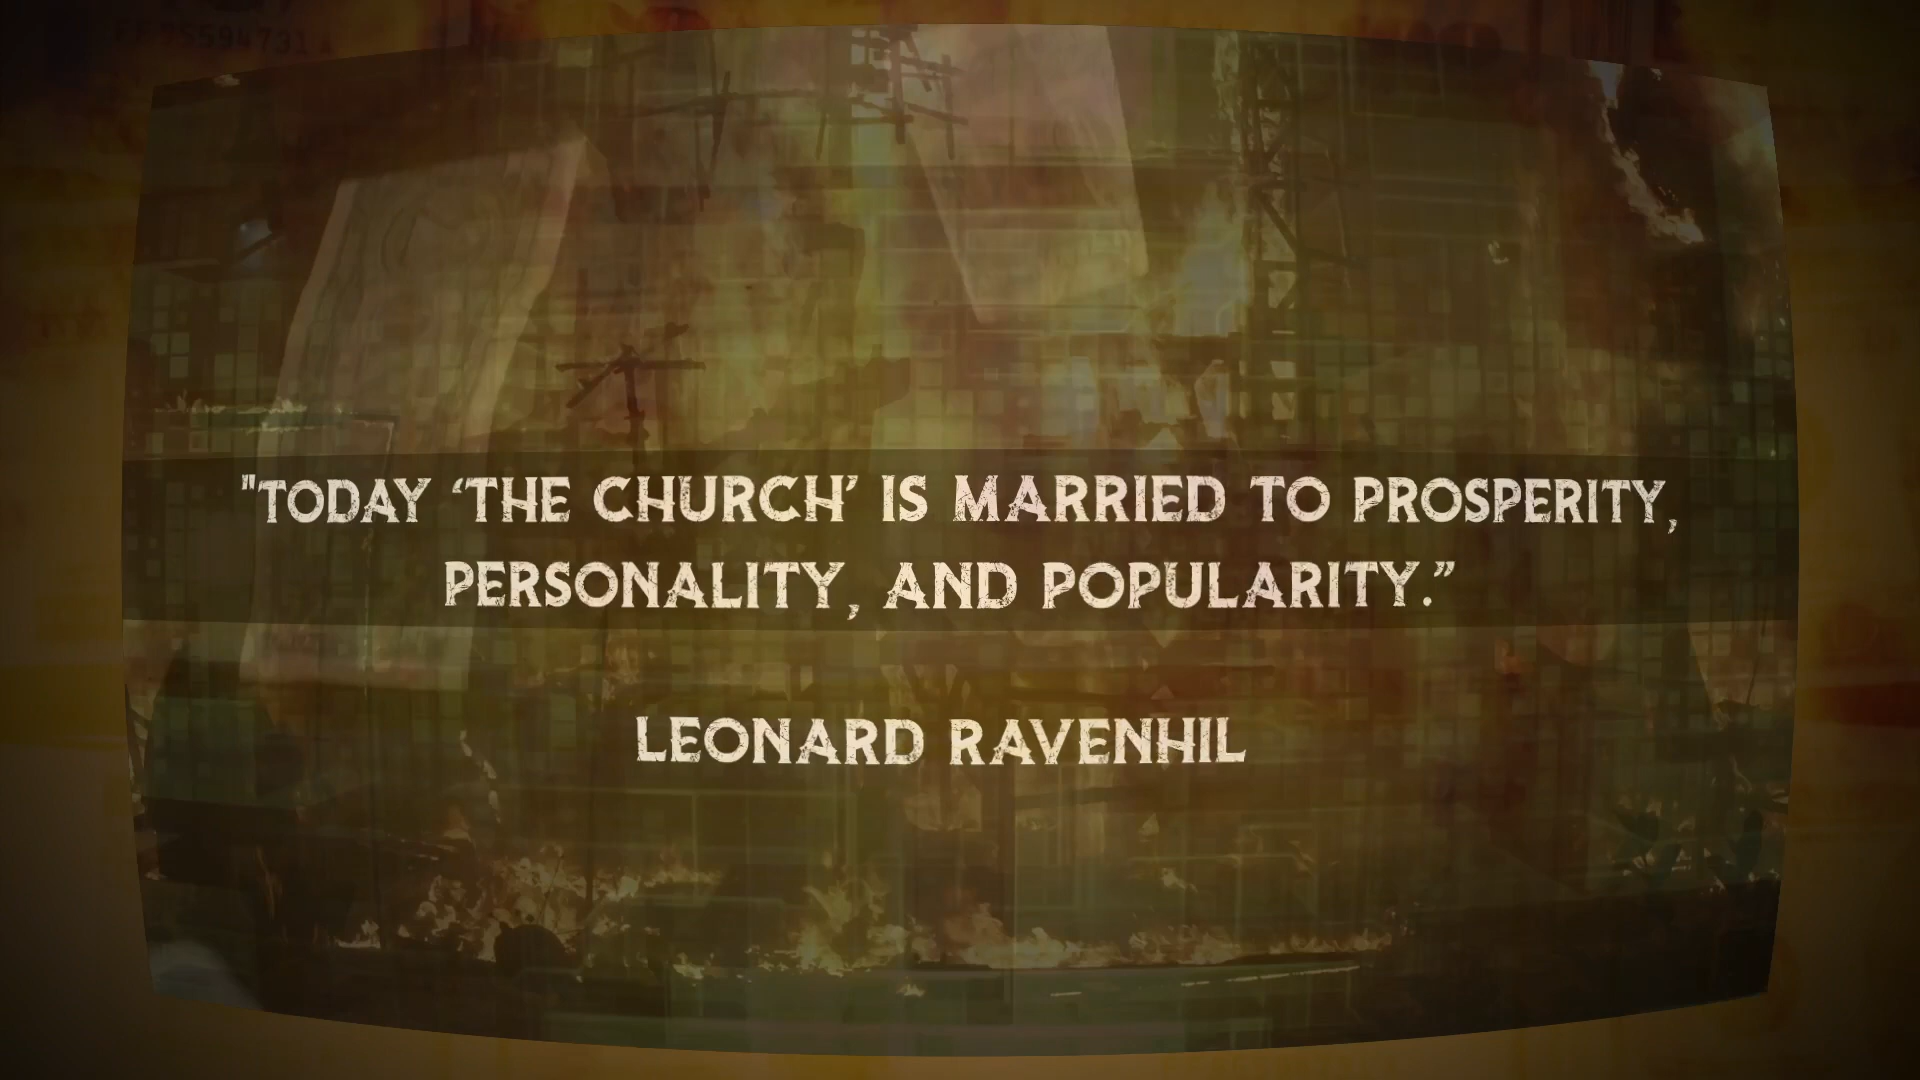 "TODAY ‘THE CHURCH’ IS MARRIED TO PROSPERITY,
PERSONALITY, AND POPULARITY.”
LEONARD RAVENHIL